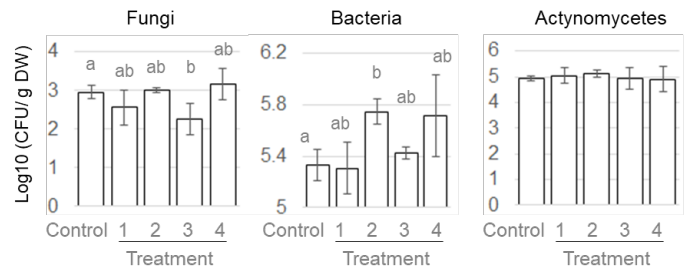 Fungi
Bacteria
Actynomycetes
Log10 (CFU/ g DW)
4
3
2
1
0
a
ab
ab
b
ab
6.2
5.8
5.4
5
a
ab
b
ab
ab
6
5
4
3
2
1
0
Control 1 2 3 4
Treatment
Control 1 2 3 4
Treatment
Control 1 2 3 4
Treatment